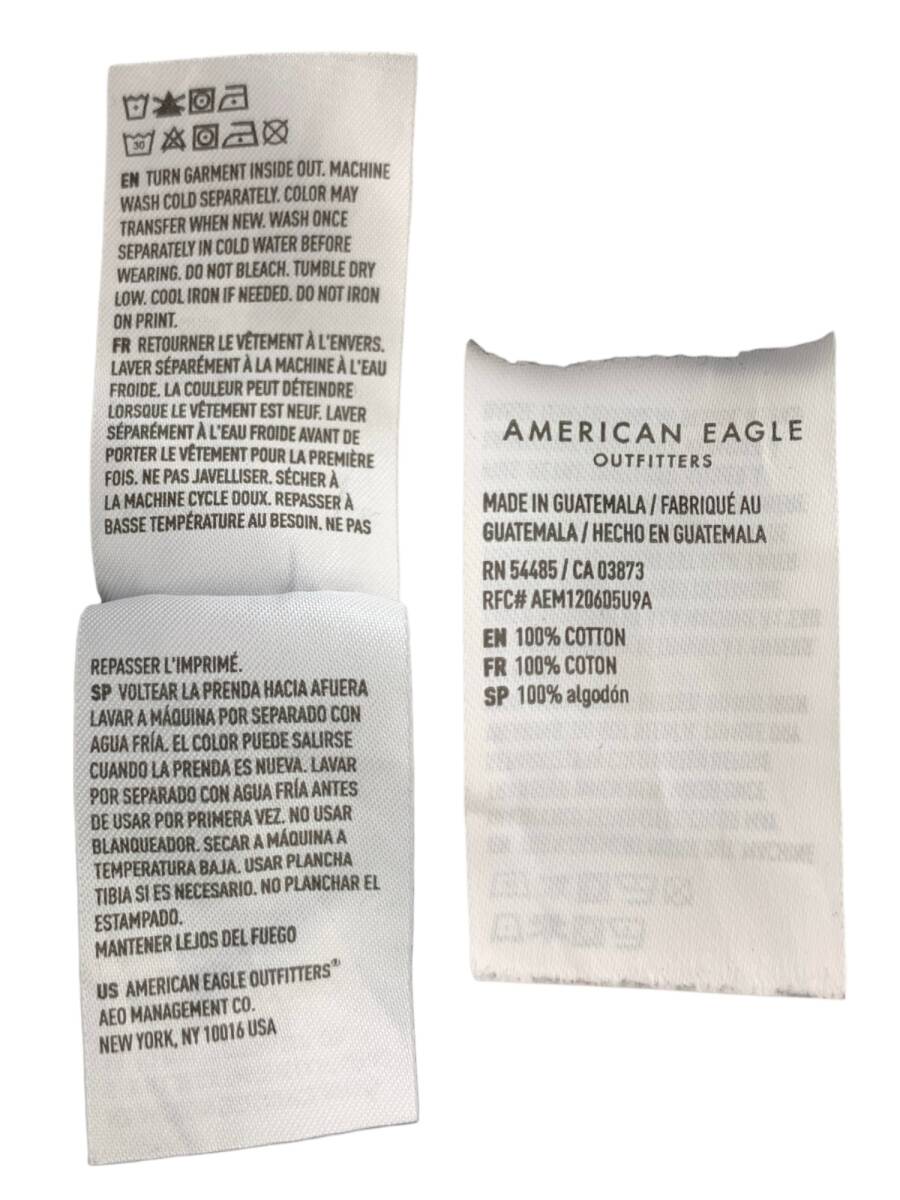 30
EN TURN GARMENT INSIDE OUT. MACHINE
WASH COLD SEPARATELY. COLOR MAY
TRANSFER WHEN NEW. WASH ONCE
SEPARATELY IN COLD WATER BEFORE
WEARING. DO NOT BLEACH. TUMBLE DRY
LOW. COOL IRON IF NEEDED. DO NOT IRON
ON PRINT.
FR RETOURNER LE VÊTEMENT À L'ENVERS.
LAVER SÉPARÉMENT À LA MACHINE À L'EAU
FROIDE. LA COULEUR PEUT DÉTEINDRE
LORSQUE LE VÊTEMENT EST NEUF. LAVER
SÉPARÉMENT À L'EAU FROIDE AVANT DE
PORTER LE VÊTEMENT POUR LA PREMIÈRE
FOIS. NE PAS JAVELLISER. SÉCHER À
LA MACHINE CYCLE DOUX. REPASSER À
BASSE TEMPÉRATURE AU BESOIN. NE PAS
REPASSER L'IMPRIMÉ.
SP VOLTEAR LA PRENDA HACIA AFUERA
LAVAR A MÁQUINA POR SEPARADO CON
AGUA FRÍA. EL COLOR PUEDE SALIRSE
CUANDO LA PRENDA ES NUEVA. LAVAR
POR SEPARADO CON AGUA FRÍA ANTES
DE USAR POR PRIMERA VEZ. NO USAR
BLANQUEADOR. SECAR A MÁQUINA A
TEMPERATURA BAJA. USAR PLANCHA
TIBIA SI ES NECESARIO. NO PLANCHAR EL
ESTAMPADO.
MANTENER LEJOS DEL FUEGO
US AMERICAN EAGLE OUTFITTERS®
AEO MANAGEMENT CO.
NEW YORK, NY 10016 USA
AMERICAN EAGLE
OUTFITTERS
MADE IN GUATEMALA / FABRIQUÉ AU
GUATEMALA / HECHO EN GUATEMALA
RN 54485 / CA 03873
RFC# AEM1206D5U9A
EN 100% COTTON
FR 100% COTON
SP 100% algodón